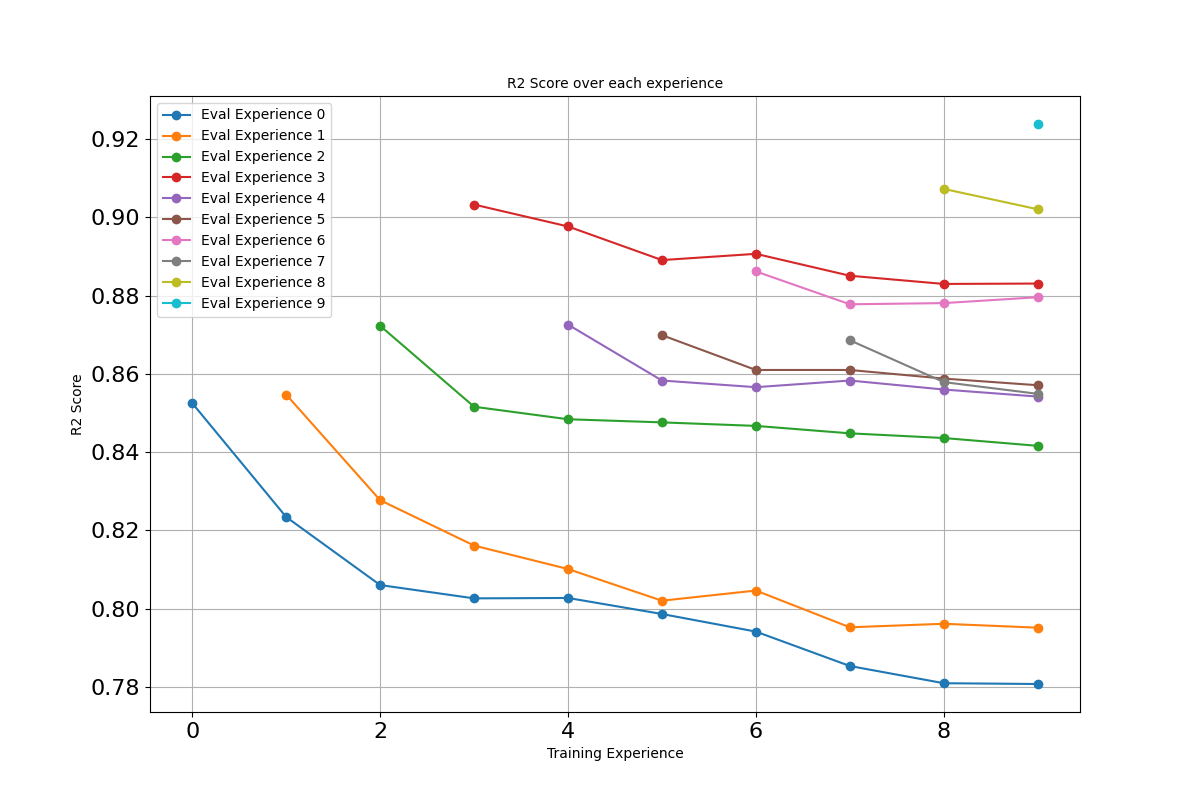 R2 Score over each experience
Eval Experience 0
Eval Experience 1
Eval Experience 2
Eval Experience 3
Eval Experience 4
Eval Experience 5
Eval Experience 6
Eval Experience 7
Eval Experience 8
Eval Experience 9
0.92
0.90
0.88
0.86
0.84
0.82
0.80
0.78
R2 Score
0 2 4 6 8
Training Experience